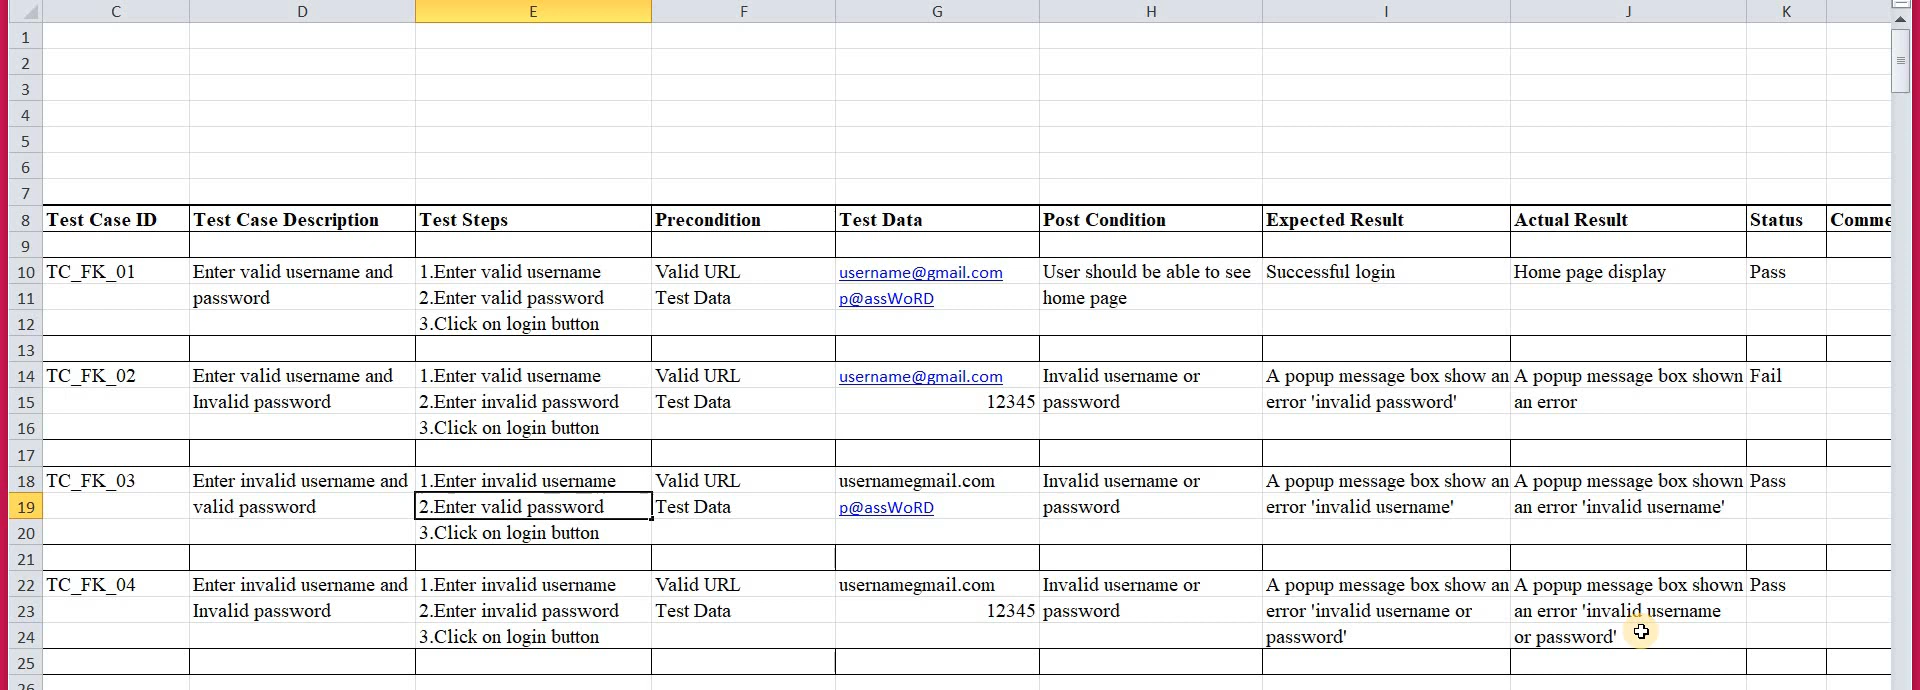 C D E F G H I J K
1
2
3
4
5
6
7
8 Test Case ID Test Case Description Test Steps Precondition Test Data Post Condition Expected Result Actual Result Status Comme
9
10 TC_FK_01 Enter valid username and 1.Enter valid username Valid URL username@gmail.com User should be able to see Successful login Home page display Pass
11 password 2.Enter valid password Test Data p@assWoRD home page
12 3.Click on login button
13
14 TC_FK_02 Enter valid username and 1.Enter valid username Valid URL username@gmail.com Invalid username or A popup message box show an A popup message box shown Fail
15 Invalid password 2.Enter invalid password Test Data 12345 password error 'invalid password' an error
16 3.Click on login button
17
18 TC_FK_03 Enter invalid username and 1.Enter invalid username Valid URL usernamegmail.com Invalid username or A popup message box show an A popup message box shown Pass
19 valid password 2.Enter valid password Test Data p@assWoRD password error 'invalid username' an error 'invalid username'
20 3.Click on login button
21
22 TC_FK_04 Enter invalid username and 1.Enter invalid username Valid URL usernamegmail.com Invalid username or A popup message box show an A popup message box shown Pass
23 Invalid password 2.Enter invalid password Test Data 12345 password error 'invalid username or an error 'invalid username
24 3.Click on login button password' or password'
25
26